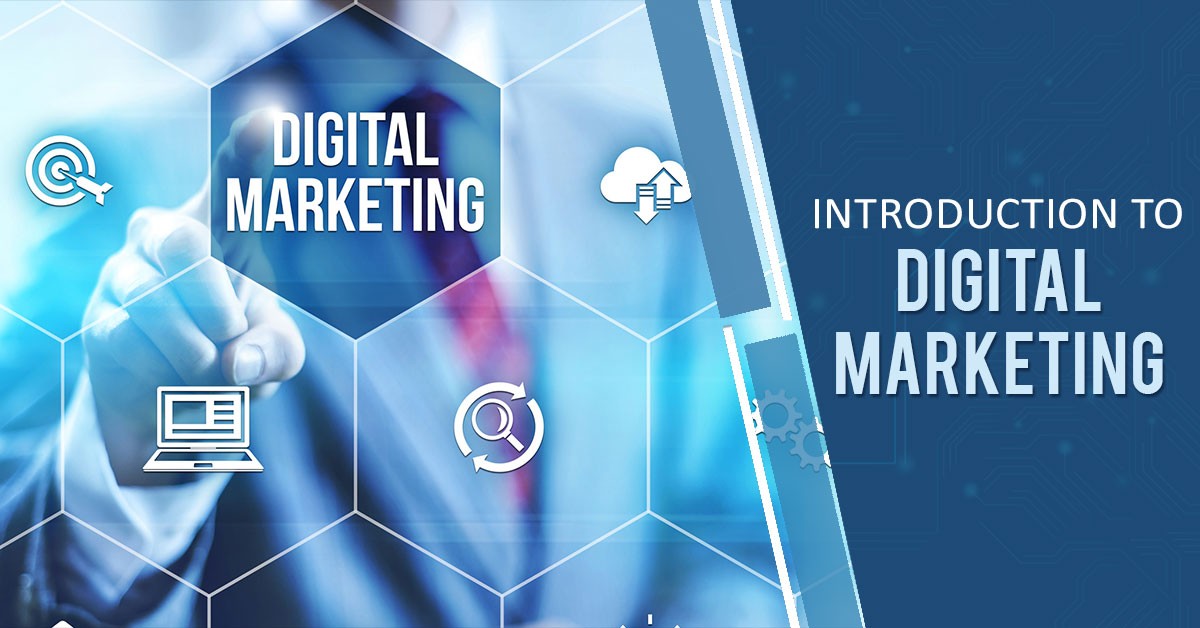 DIGITAL
MARKETING
INTRODUCTION TO
DIGITAL
MARKETING